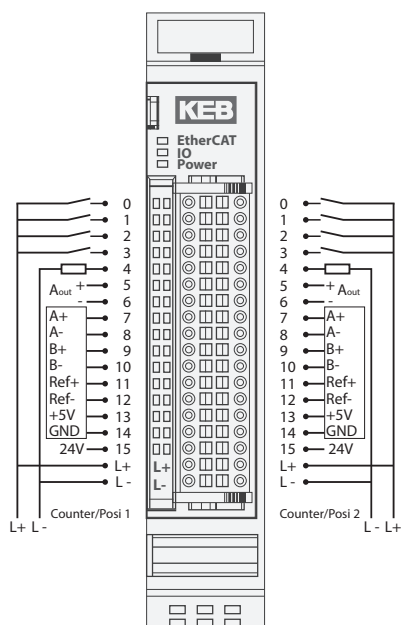 KEB
EtherCAT
IO
Power
0 0
1 1
2 2
3 3
4 4
Aout + 5 5 + Aout
- 6 6 -
A+ 7 7 A+
A- 8 8 A-
B+ 9 9 B+
B- 10 10 B-
Ref+ 11 11 Ref+
Ref- 12 12 Ref-
+5V 13 13 +5V
GND 14 14 GND
24V 15 15 24V
L+ L+ L+
L - L- L -
Counter/Posi 1 Counter/Posi 2
L+ L - L - L+